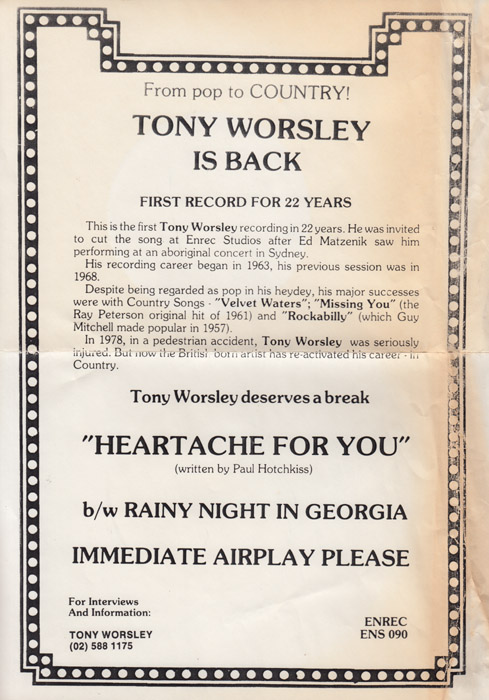 From pop to COUNTRY!
TONY WORSLEY
IS BACK
FIRST RECORD FOR 22 YEARS
This is the first Tony Worsley recording in 22 years. He was invited
to cut the song at Enrec Studios after Ed Matzenik saw him
performing at an aboriginal concert in Sydney.
His recording career began in 1963, his previous session was in
1968.
Despite being regarded as pop in his heydey, his major successes
were with Country Songs - "Velvet Waters"; "Missing You" (the
Ray Peterson original hit of 1961) and "Rockabilly" (which Guy
Mitchell made popular in 1957).
In 1978, in a pedestrian accident, Tony Worsley was seriously
injured. But now the British born artist has re-activated his career - In
Country.
Tony Worsley deserves a break
"HEARTACHE FOR YOU"
(written by Paul Hotchkiss)
b/w RAINY NIGHT IN GEORGIA
IMMEDIATE AIRPLAY PLEASE
For Interviews
And Information:
TONY WORSLEY
(02) 588 1175
ENREC
ENS 090